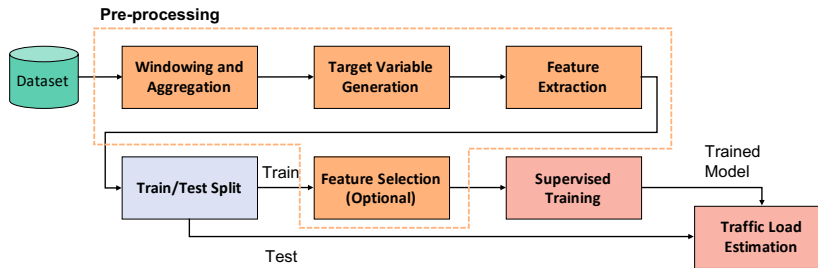 Pre-processing
Dataset
Windowing and
Aggregation
Target Variable
Generation
Feature
Extraction
Train/Test Split
Train
Feature Selection
(Optional)
Supervised
Training
Trained
Model
Traffic Load
Estimation
Test